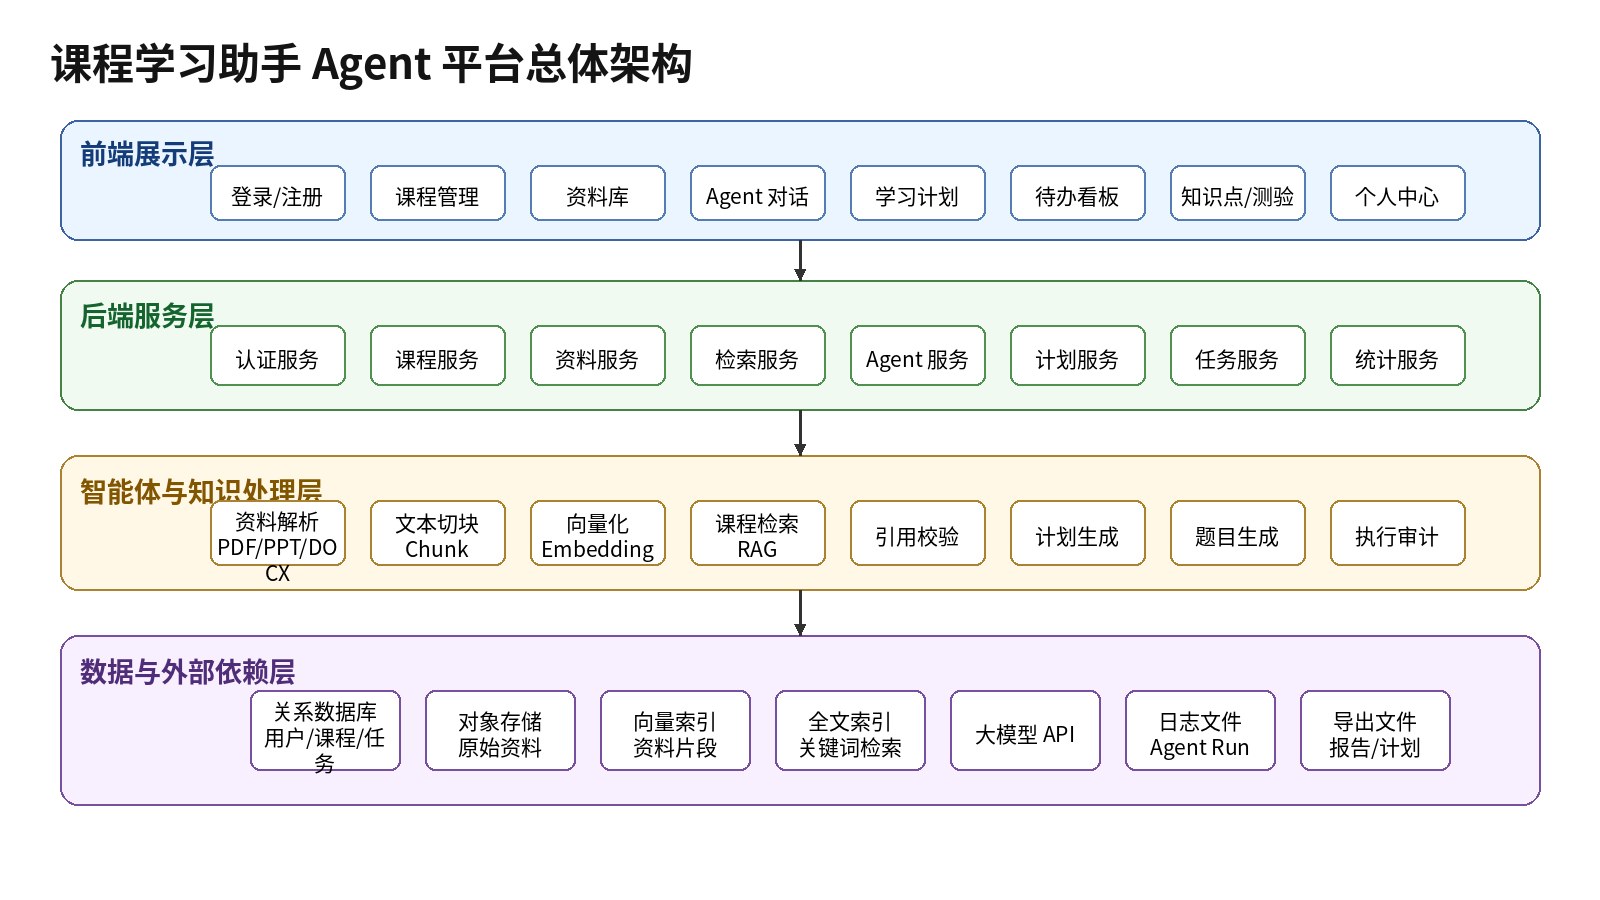 课程学习助手 Agent 平台总体架构
前端展示层
登录/注册
课程管理
资料库
Agent 对话
学习计划
待办看板
知识点/测验
个人中心
后端服务层
认证服务
课程服务
资料服务
检索服务
Agent 服务
计划服务
任务服务
统计服务
智能体与知识处理层
资料解析
PDF/PPT/DO
CX
文本切块
Chunk
向量化
Embedding
课程检索
RAG
引用校验
计划生成
题目生成
执行审计
数据与外部依赖层
关系数据库
用户/课程/任
务
对象存储
原始资料
向量索引
资料片段
全文索引
关键词检索
大模型 API
日志文件
Agent Run
导出文件
报告/计划